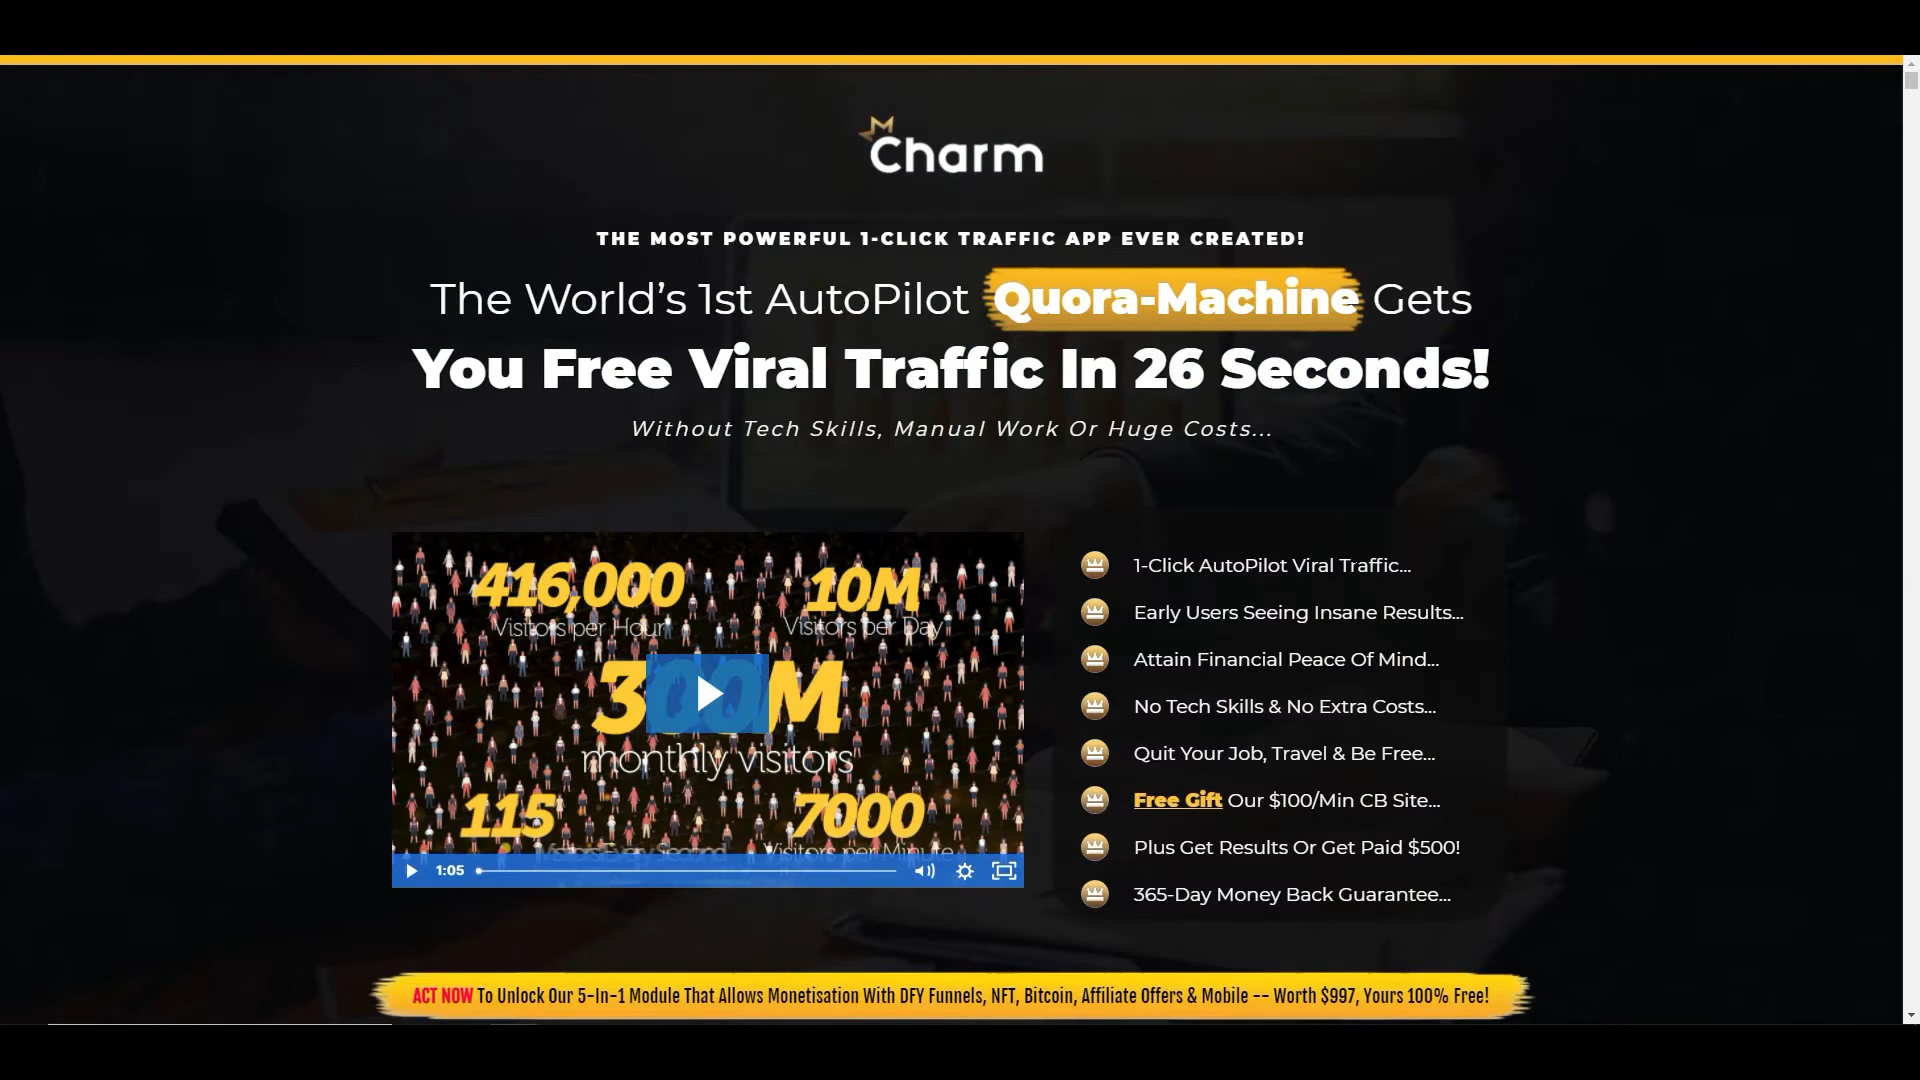 Charm
THE MOST POWERFUL 1-CLICK TRAFFIC APP EVER CREATED!
The World's 1st AutoPilot Quora-Machine Gets
You Free Viral Traffic In 26 Seconds!
Without Tech Skills, Manual Work Or Huge Costs...
416,000
Visitors per Hour
10M
Visitors per Day
300M
monthly visitors
115
Visitors Every Second
7000
Visitors per Minute
1:05
1-Click AutoPilot Viral Traffic...
Early Users Seeing Insane Results...
Attain Financial Peace Of Mind...
No Tech Skills & No Extra Costs...
Quit Your Job, Travel & Be Free...
Free Gift Our $100/Min CB Site...
Plus Get Results Or Get Paid $500!
365-Day Money Back Guarantee...
ACT NOW To Unlock Our 5-In-1 Module That Allows Monetisation With DFY Funnels, NFT, Bitcoin, Affiliate Offers & Mobile -- Worth $997, Yours 100% Free!